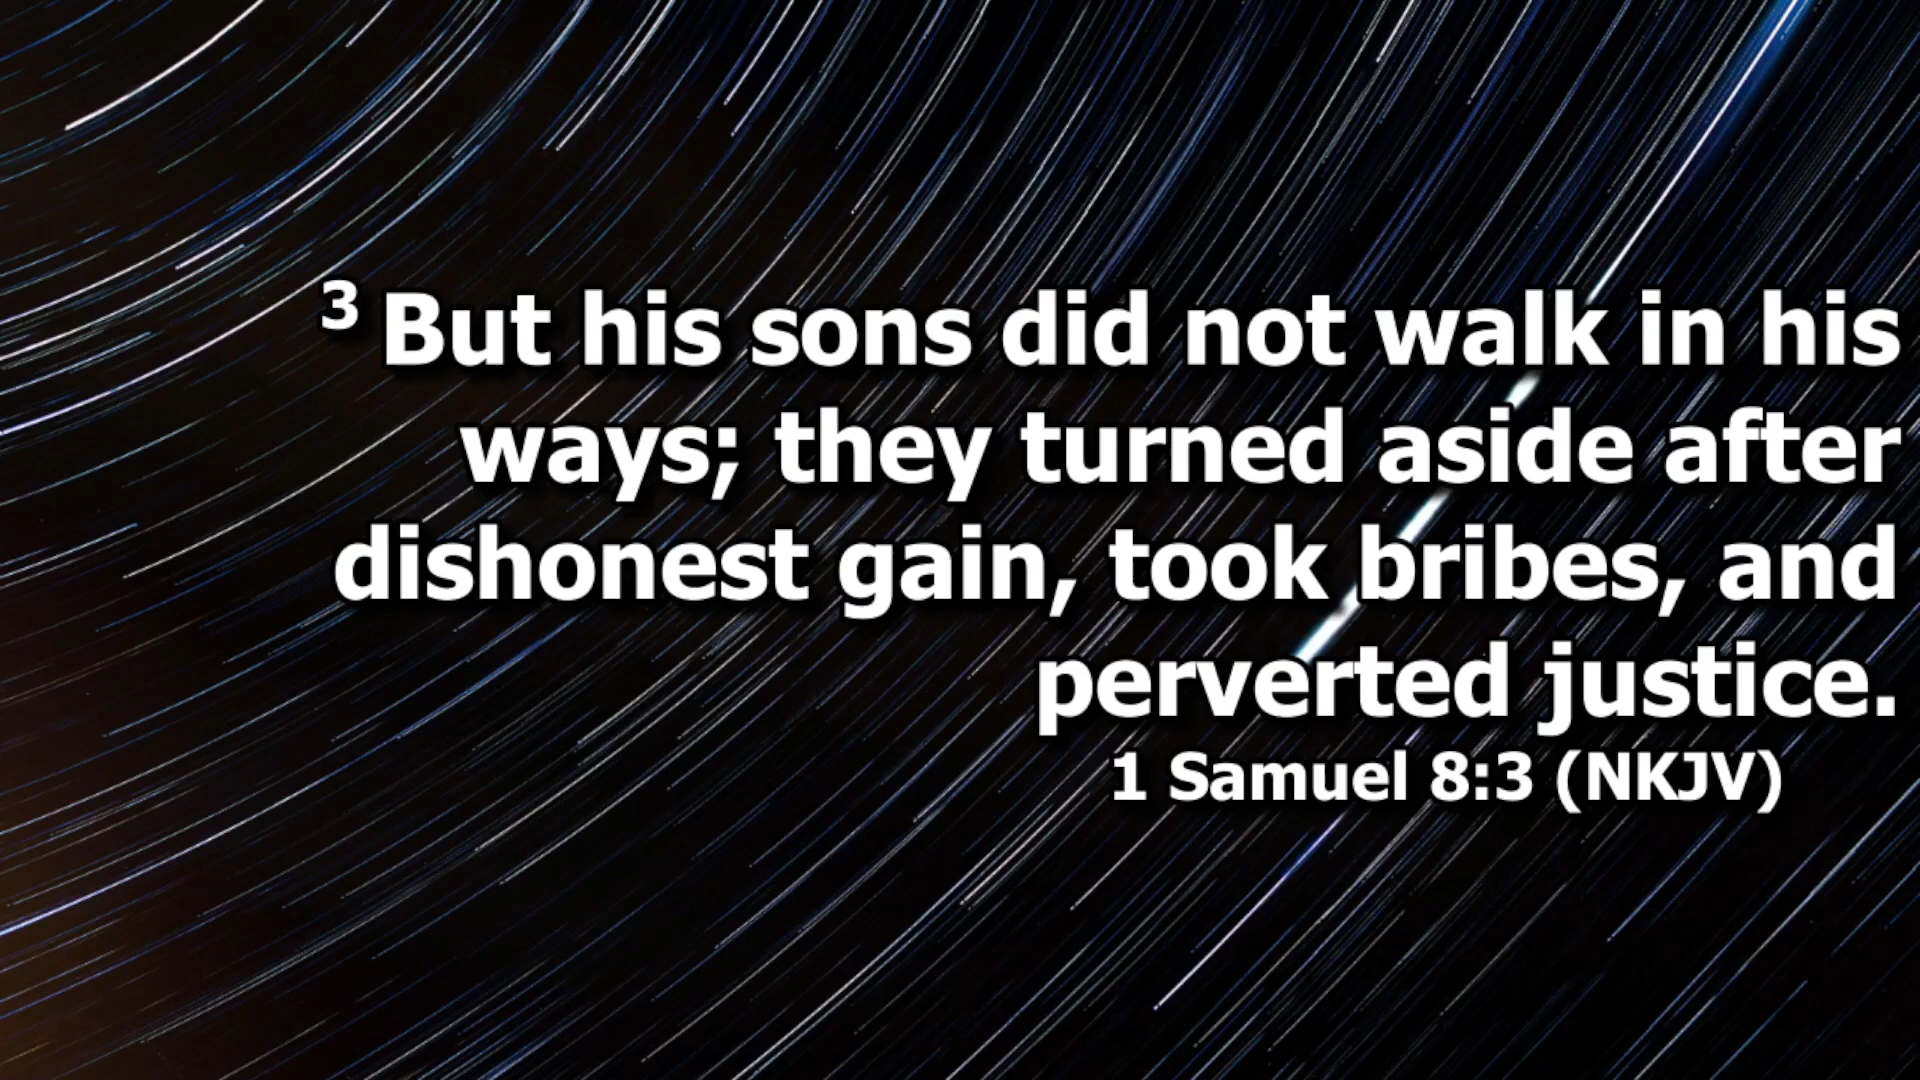 3 But his sons did not walk in his
ways; they turned aside after
dishonest gain, took bribes, and
perverted justice.
1 Samuel 8:3 (NKJV)